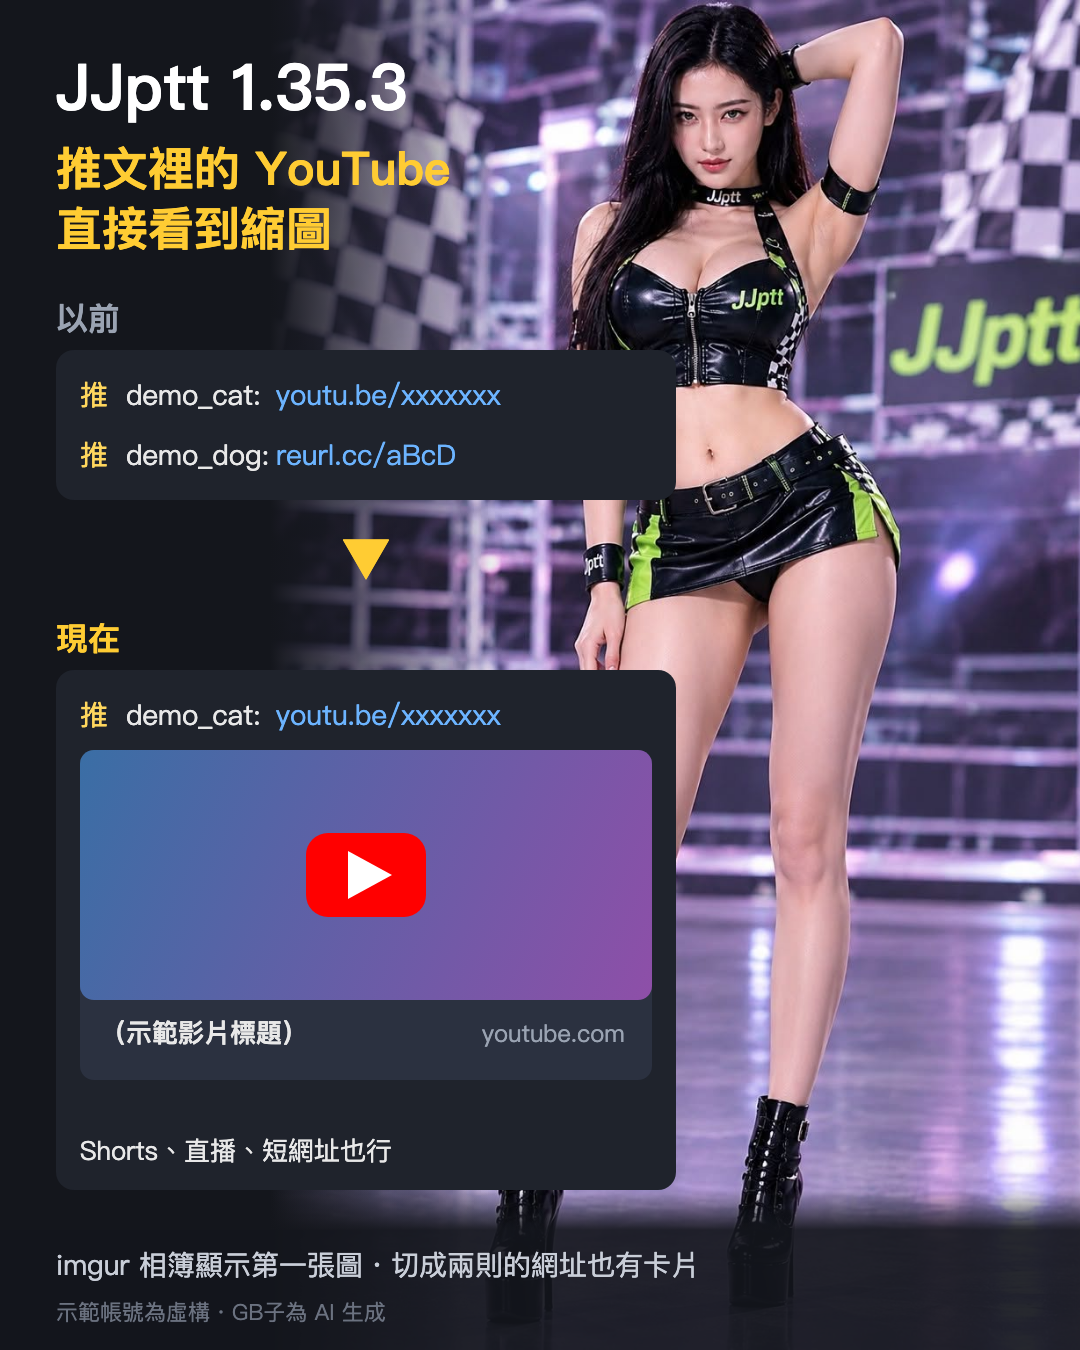 JJptt 1.35.3
推文裡的 YouTube
直接看到縮圖
以前
推 demo_cat: youtu.be/xxxxxxx
推 demo_dog: reurl.cc/aBcD
現在
推 demo_cat: youtu.be/xxxxxxx
（示範影片標題） youtube.com
Shorts、直播、短網址也行
imgur 相簿顯示第一張圖・切成兩則的網址也有卡片
示範帳號為虛構・GB子為 AI 生成
JJptt
JJptt
JJptt
Jptt